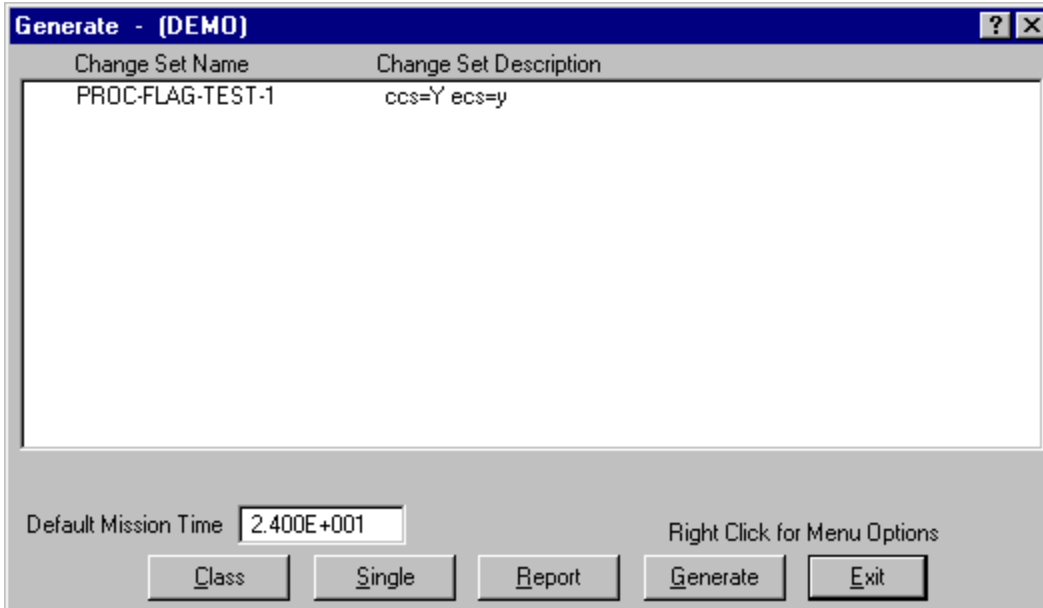 Generate - (DEMO)
Change Set Name Change Set Description
PROC-FLAG-TEST-1 ccs=Y ecs=y
Default Mission Time 2.400E+001
Right Click for Menu Options
Class Single Report Generate Exit